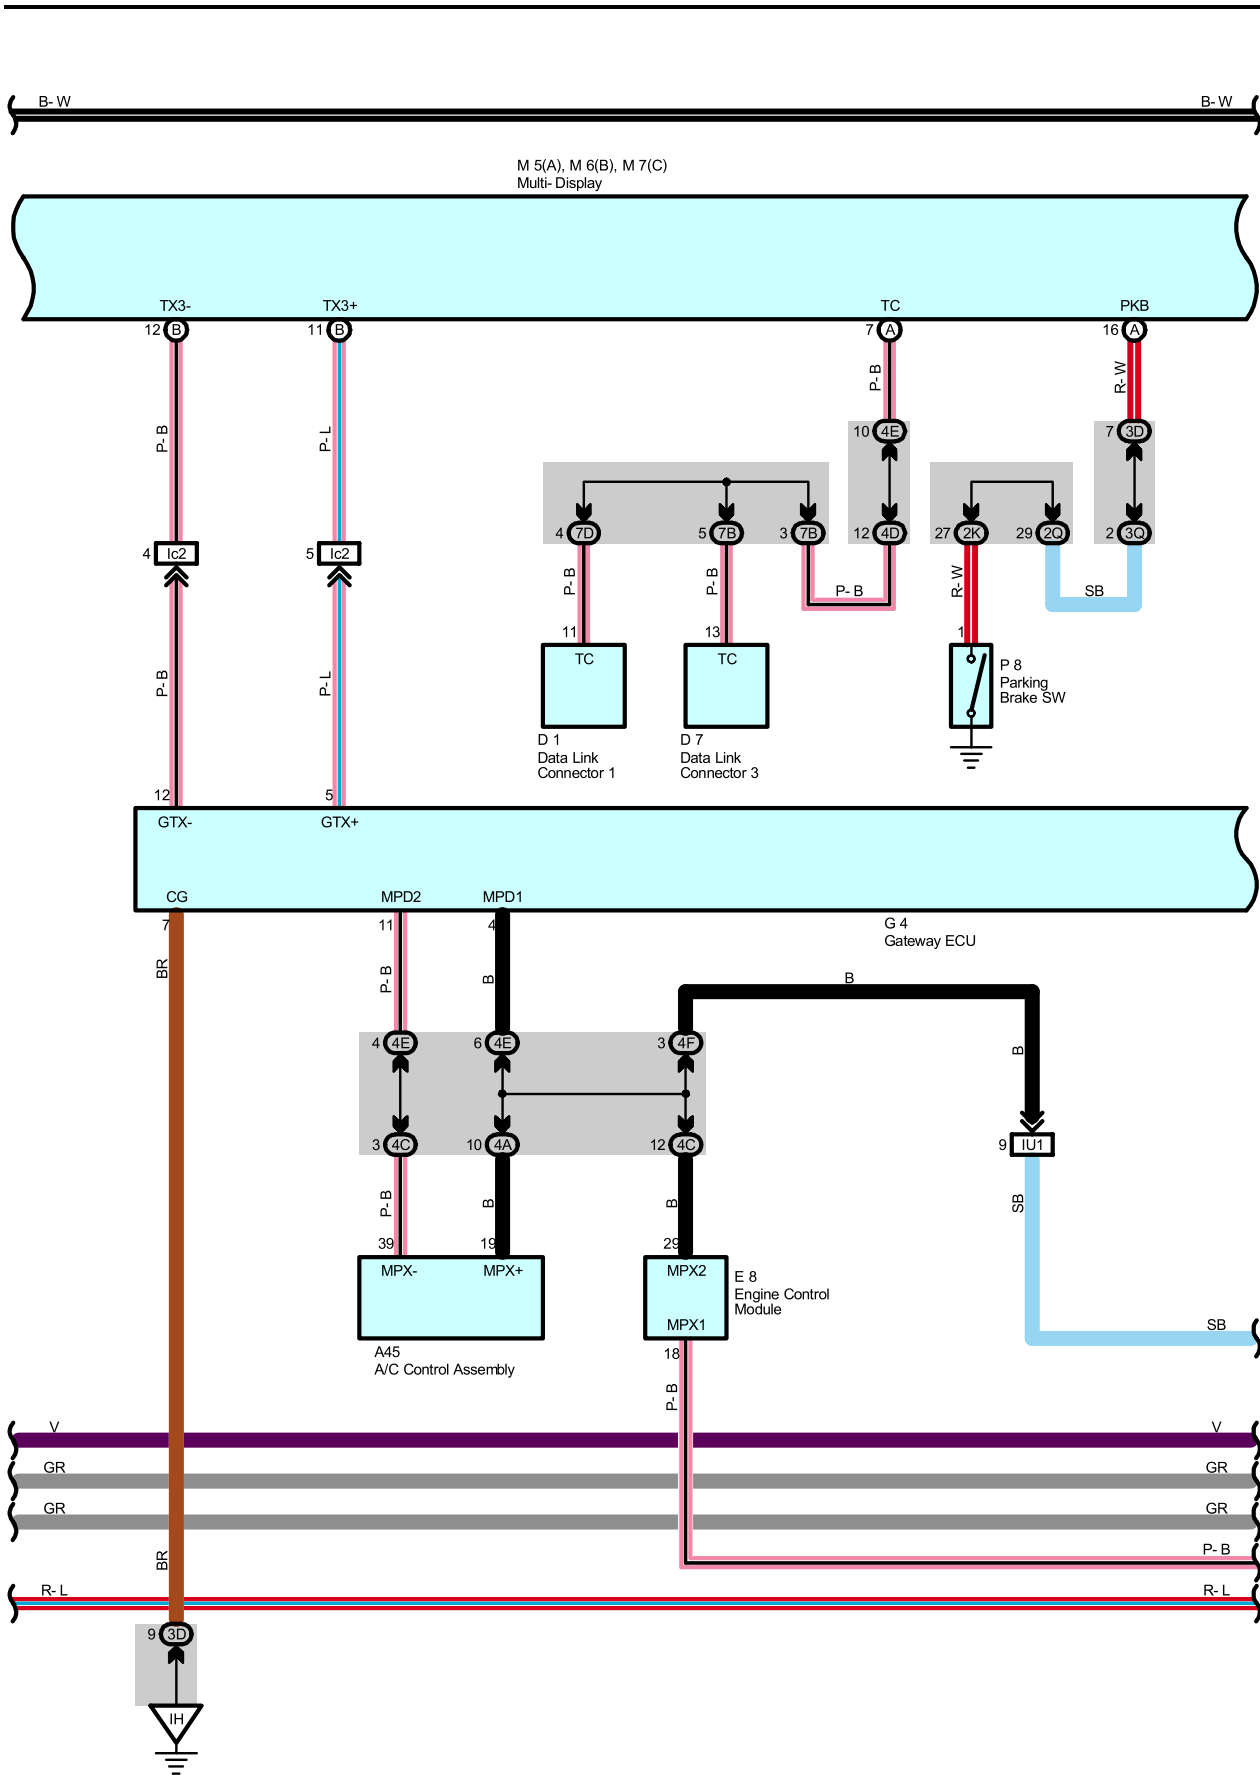 B- W
B- W
M 5(A), M 6(B), M 7(C)
Multi- Display
TX3-
TX3+
TC
PKB
12 B
11 B
7 A
16 A
P- B
P- L
P- B
R- W
10 4E
7 3D
4 7D
5 7B
3 7B
12 4D
27 2K
29 2Q
2 3Q
4 Ic2
5 Ic2
P- B
P- B
P- B
R- W
SB
11
13
1
TC
TC
P 8
Parking
Brake SW
P- B
P- L
D 1
Data Link
Connector 1
D 7
Data Link
Connector 3
12
5
GTX-
GTX+
CG
MPD2
MPD1
7
11
4
G 4
Gateway ECU
BR
P- B
B
B
4 4E
6 4E
3 4F
B
3 4C
10 4A
12 4C
9 IU1
P- B
B
B
SB
39
19
29
MPX-
MPX+
MPX2
E 8
Engine Control
Module
MPX1
SB
A45
A/C Control Assembly
18
P- B
V
V
GR
GR
GR
GR
P- B
BR
R- L
R- L
9 3D
IH